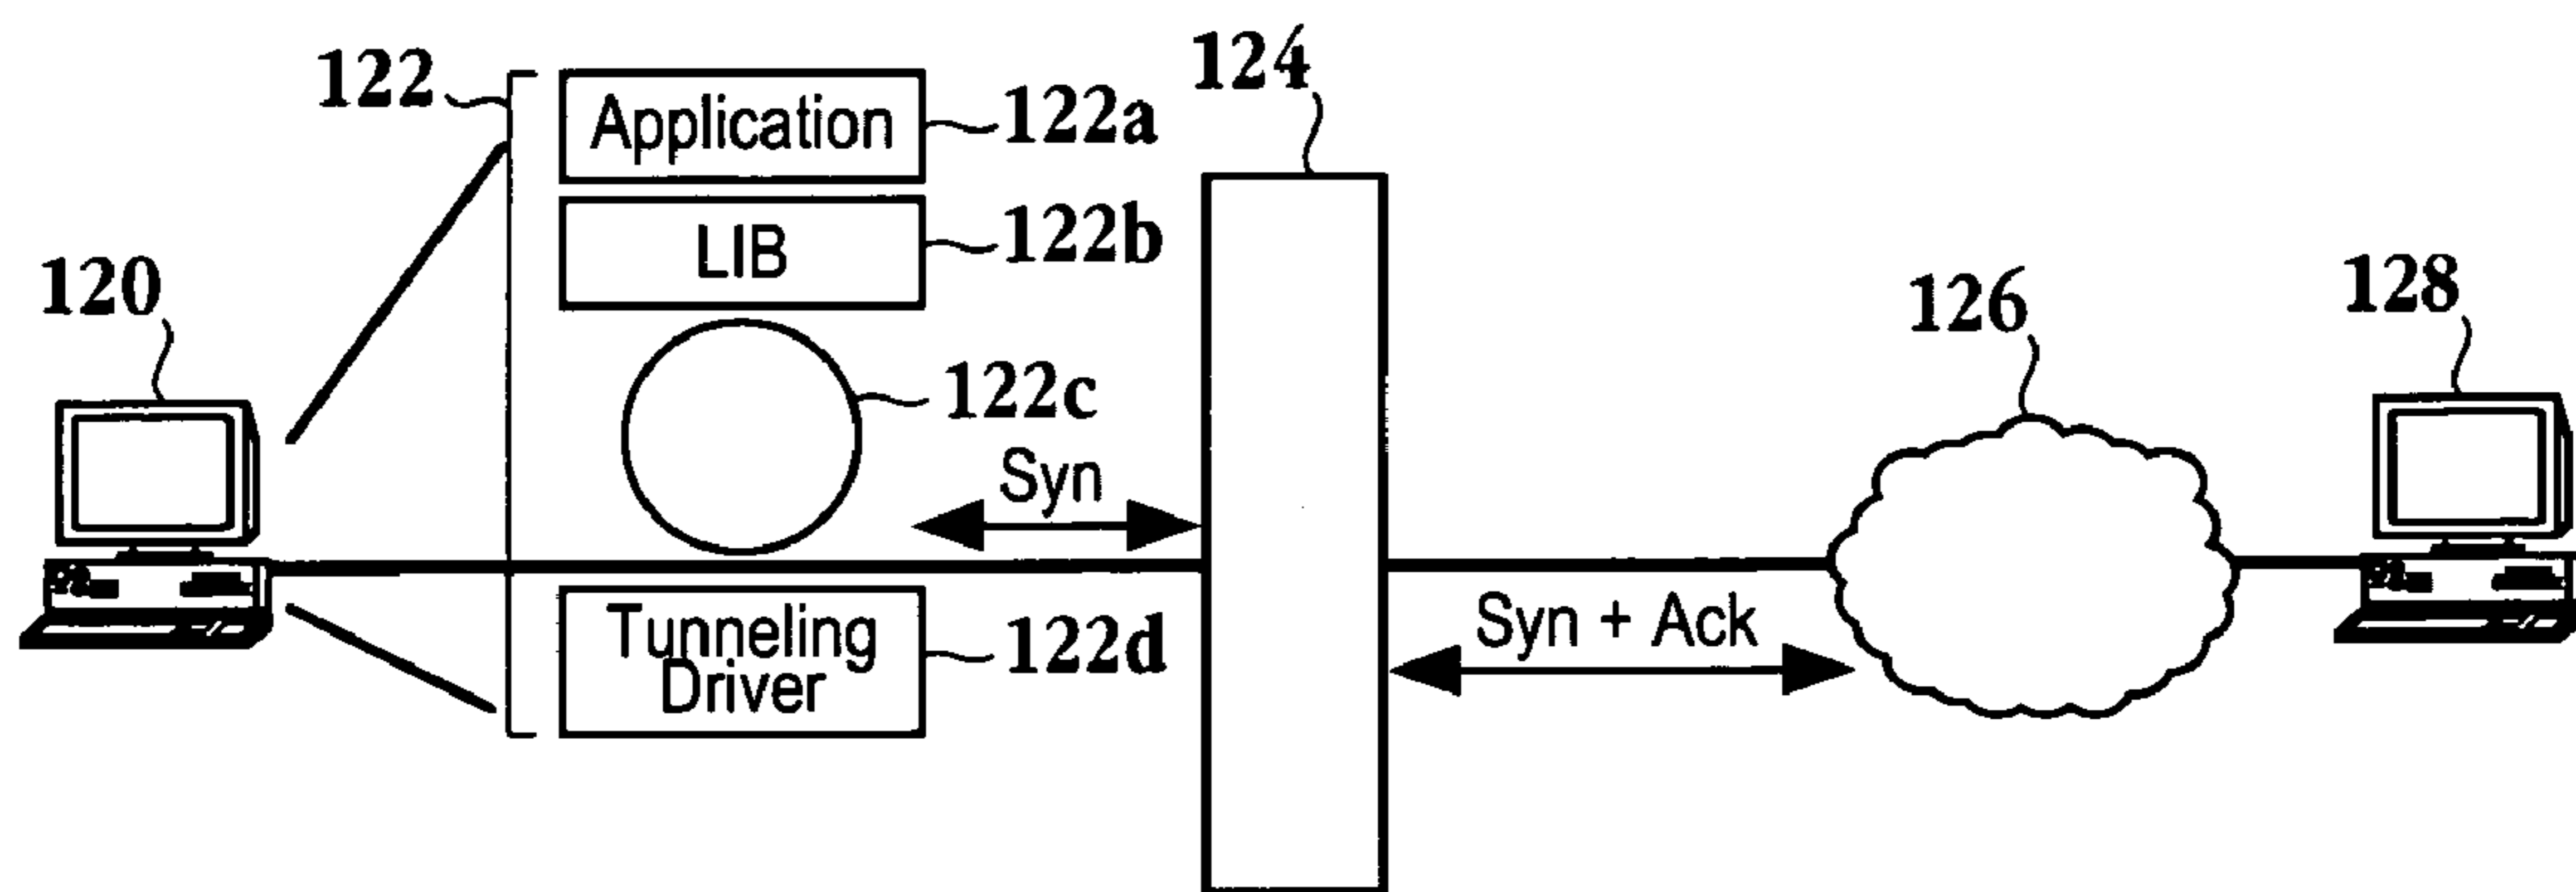 124
122
Application
122a
LIB
122b
120
126
128
122c
Syn
Tunneling
Driver
122d
Syn + Ack